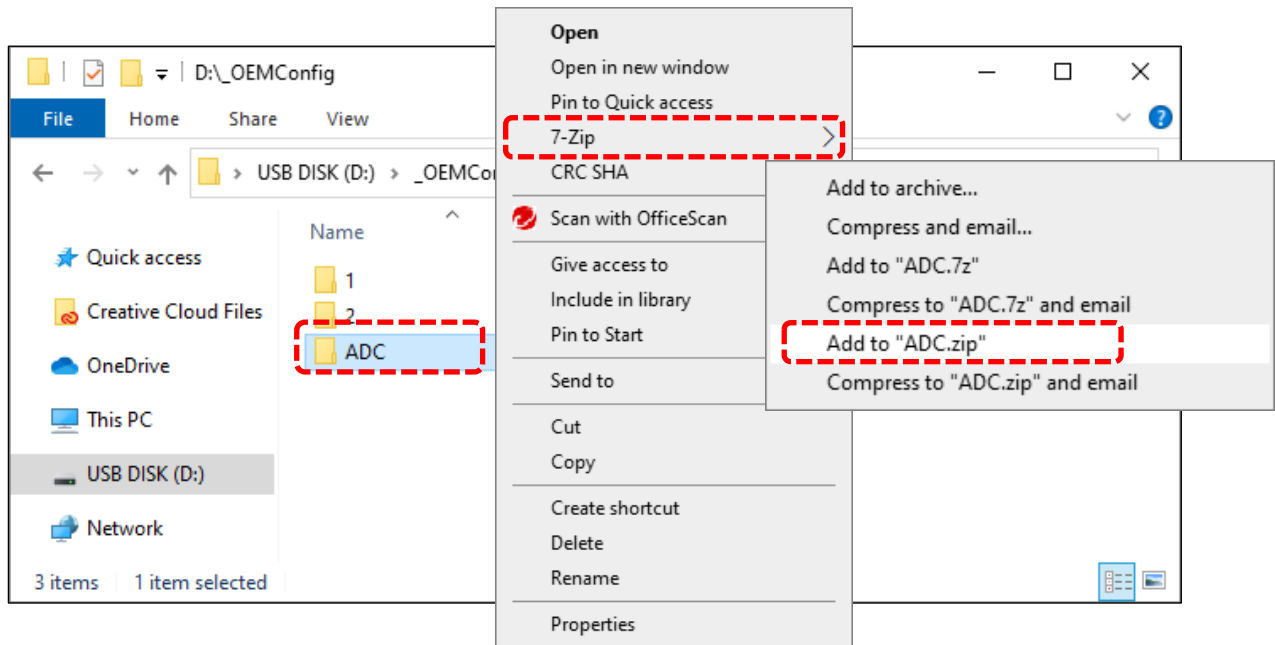 D:\_OEMConfig
File Home Share View
USB DISK (D:) _OEMCo
Name
Quick access
Creative Cloud Files
OneDrive
This PC
USB DISK (D:)
Network
1
2
ADC
3 items 1 item selected
Open
Open in new window
Pin to Quick access
7-Zip
CRC SHA
Scan with OfficeScan
Give access to
Include in library
Pin to Start
Send to
Cut
Copy
Create shortcut
Delete
Rename
Properties
Add to archive...
Compress and email...
Add to "ADC.7z"
Compress to "ADC.7z" and email
Add to "ADC.zip"
Compress to "ADC.zip" and email